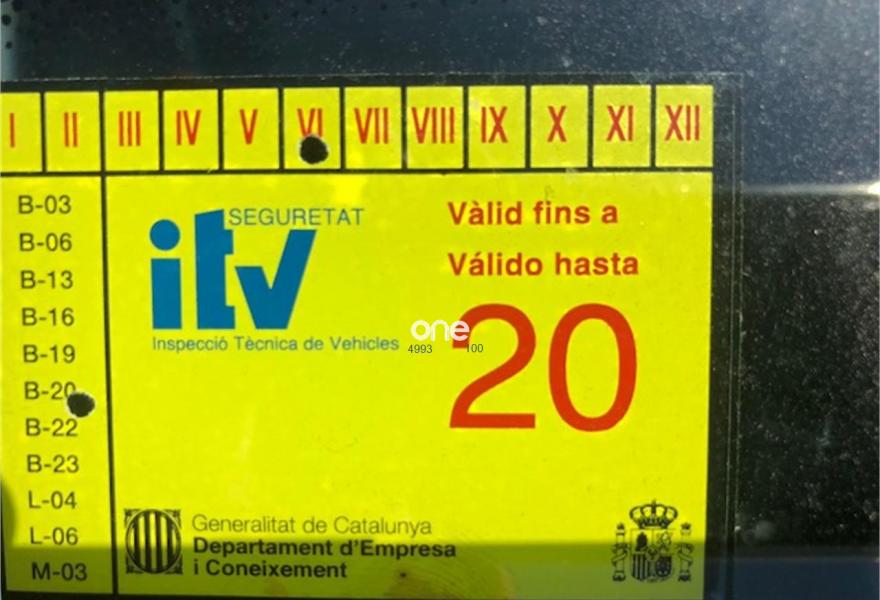 I II III IV V VI VII VIII IX X XI XII
B-03
B-06
B-13
B-16
B-19
B-20
B-22
B-23
L-04
L-06
M-03
SEGURETAT
itv
Inspecció Tècnica de Vehicles
Vàlid fins a
Válido hasta
20
one
4993 100
Generalitat de Catalunya
Departament d'Empresa
i Coneixement